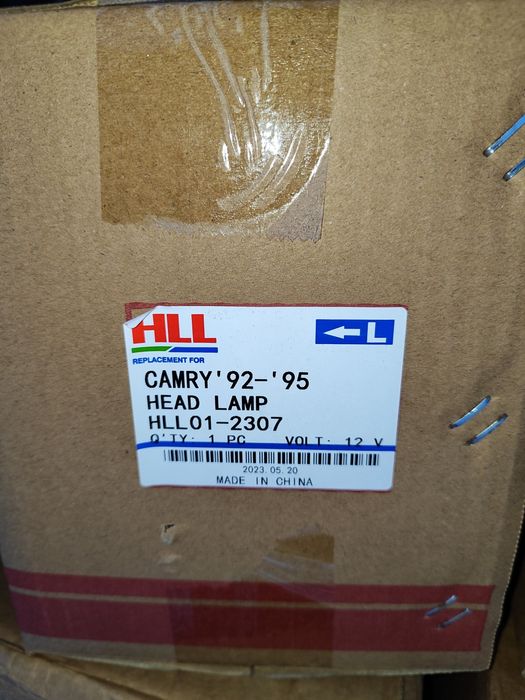 HLL
L
REPLACEMENT FOR
CAMRY'92-'95
HEAD LAMP
HLL01-2307
Q'TY: 1 PC VOLT: 12 V
2023.05.20
MADE IN CHINA